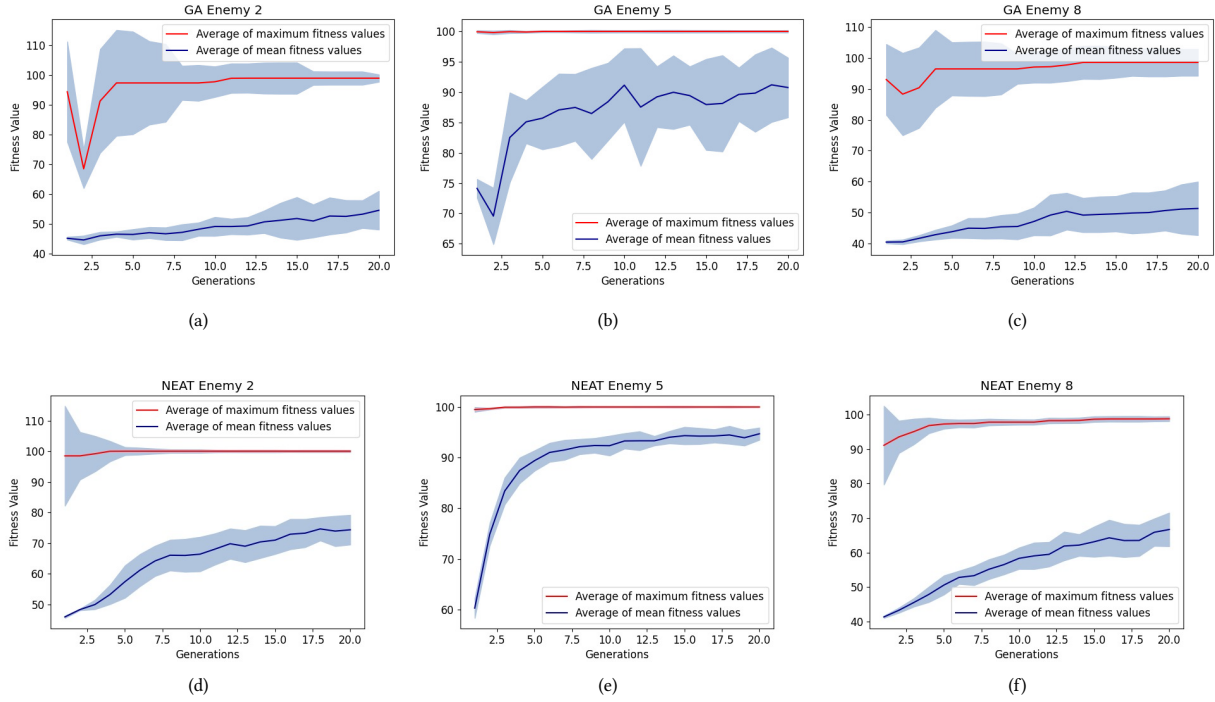 GA Enemy 2
Average of maximum fitness values
Average of mean fitness values
Fitness Value
110
100
90
80
70
60
50
40
2.5 5.0 7.5 10.0 12.5 15.0 17.5 20.0
Generations
(a)
GA Enemy 5
Fitness Value
100
95
90
85
80
75
70
65
Average of maximum fitness values
Average of mean fitness values
2.5 5.0 7.5 10.0 12.5 15.0 17.5 20.0
Generations
(b)
GA Enemy 8
Average of maximum fitness values
Average of mean fitness values
Fitness Value
110
100
90
80
70
60
50
40
2.5 5.0 7.5 10.0 12.5 15.0 17.5 20.0
Generations
(c)
NEAT Enemy 2
Average of maximum fitness values
Average of mean fitness values
Fitness Value
110
100
90
80
70
60
50
2.5 5.0 7.5 10.0 12.5 15.0 17.5 20.0
Generations
(d)
NEAT Enemy 5
Fitness Value
100
90
80
70
60
Average of maximum fitness values
Average of mean fitness values
2.5 5.0 7.5 10.0 12.5 15.0 17.5 20.0
Generations
(e)
NEAT Enemy 8
Fitness Value
100
90
80
70
60
50
40
Average of maximum fitness values
Average of mean fitness values
2.5 5.0 7.5 10.0 12.5 15.0 17.5 20.0
Generations
(f)